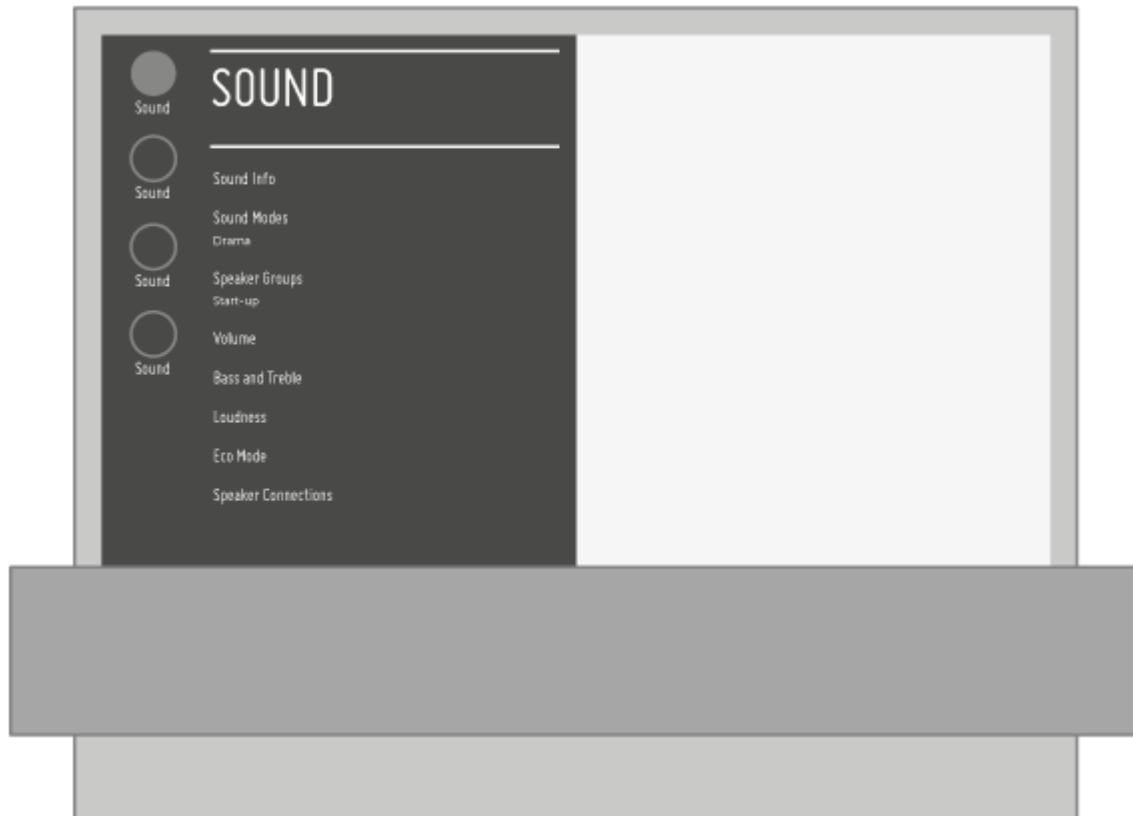 Sound
Sound
Sound
Sound
SOUND
Sound Info
Sound Modes
Drama
Speaker Groups
Start-up
Volume
Bass and Treble
Loudness
Eco Mode
Speaker Connections